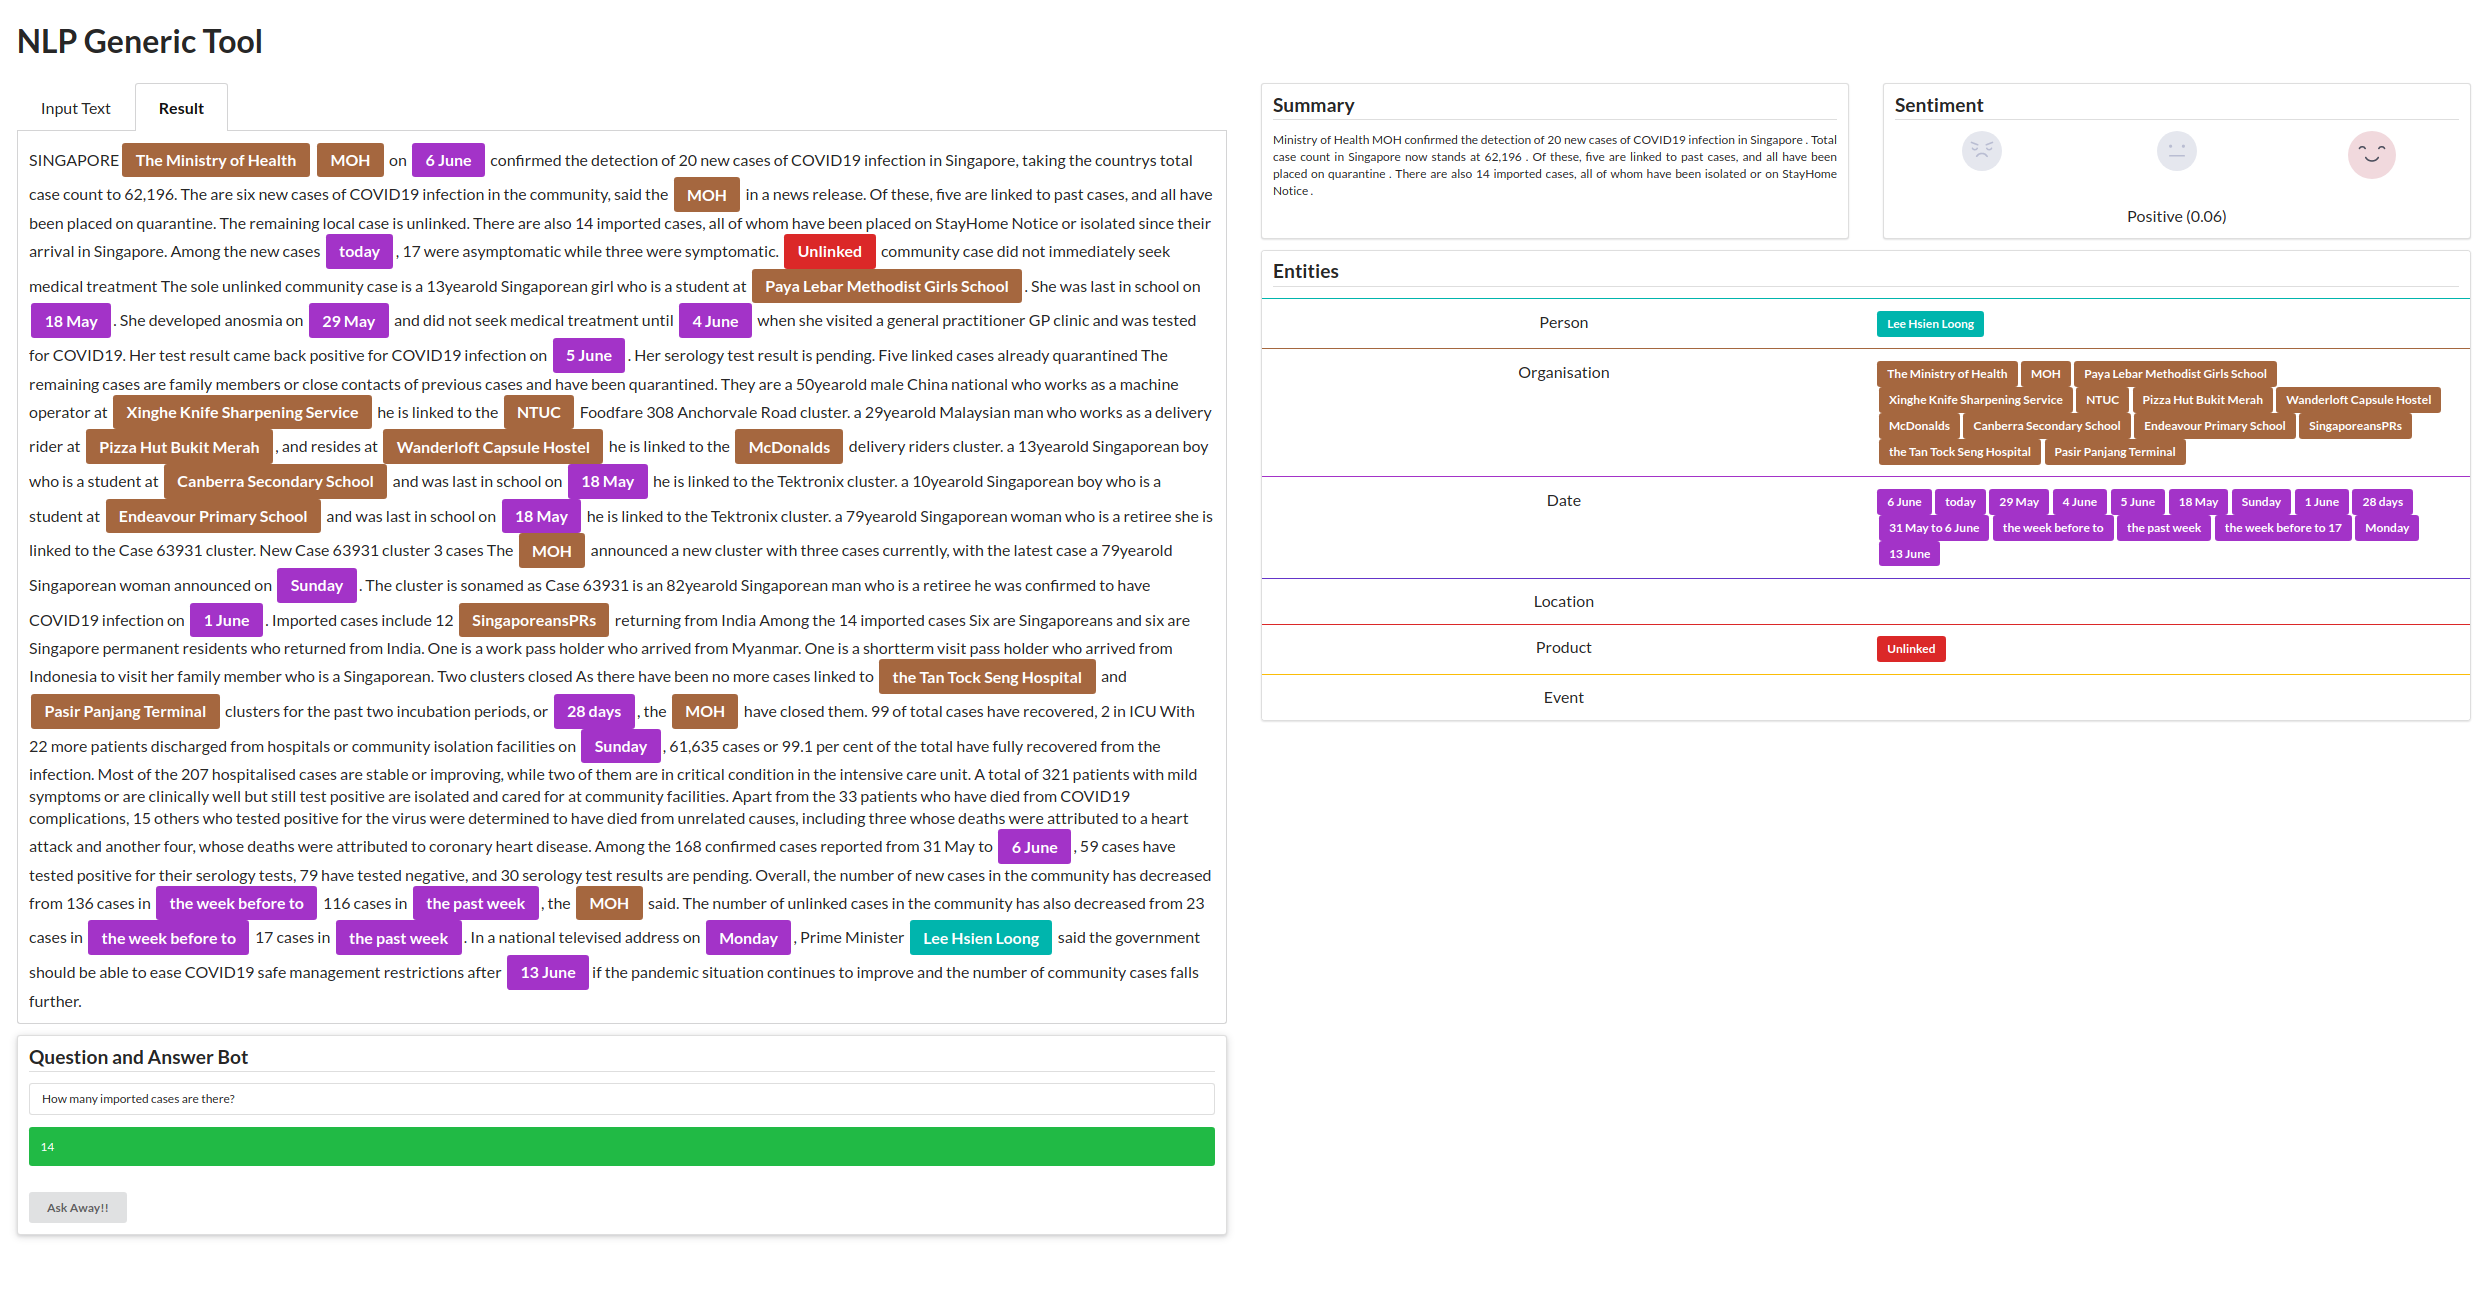 NLP Generic Tool
Input Text Result
SINGAPORE The Ministry of Health MOH on 6 June confirmed the detection of 20 new cases of COVID19 infection in Singapore, taking the countrys total
case count to 62,196. The are six new cases of COVID19 infection in the community, said the MOH in a news release. Of these, five are linked to past cases, and all have
been placed on quarantine. The remaining local case is unlinked. There are also 14 imported cases, all of whom have been placed on StayHome Notice or isolated since their
arrival in Singapore. Among the new cases today , 17 were asymptomatic while three were symptomatic. Unlinked community case did not immediately seek
medical treatment The sole unlinked community case is a 13yearold Singaporean girl who is a student at Paya Lebar Methodist Girls School . She was last in school on
18 May . She developed anosmia on 29 May and did not seek medical treatment until 4 June when she visited a general practitioner GP clinic and was tested
for COVID19. Her test result came back positive for COVID19 infection on 5 June . Her serology test result is pending. Five linked cases already quarantined The
remaining cases are family members or close contacts of previous cases and have been quarantined. They are a 50yearold male China national who works as a machine
operator at Xinghe Knife Sharpening Service he is linked to the NTUC Foodfare 308 Anchorvale Road cluster. a 29yearold Malaysian man who works as a delivery
rider at Pizza Hut Bukit Merah , and resides at Wanderloft Capsule Hostel he is linked to the McDonalds delivery riders cluster. a 13yearold Singaporean boy
who is a student at Canberra Secondary School and was last in school on 18 May he is linked to the Tektronix cluster. a 10yearold Singaporean boy who is a
student at Endeavour Primary School and was last in school on 18 May he is linked to the Tektronix cluster. a 79yearold Singaporean woman who is a retiree she is
linked to the Case 63931 cluster. New Case 63931 cluster 3 cases The MOH announced a new cluster with three cases currently, with the latest case a 79yearold
Singaporean woman announced on Sunday . The cluster is sonamed as Case 63931 is an 82yearold Singaporean man who is a retiree he was confirmed to have
COVID19 infection on 1 June . Imported cases include 12 SingaporeansPRs returning from India Among the 14 imported cases Six are Singaporeans and six are
Singapore permanent residents who returned from India. One is a work pass holder who arrived from Myanmar. One is a shortterm visit pass holder who arrived from
Indonesia to visit her family member who is a Singaporean. Two clusters closed As there have been no more cases linked to the Tan Tock Seng Hospital and
Pasir Panjang Terminal clusters for the past two incubation periods, or 28 days , the MOH have closed them. 99 of total cases have recovered, 2 in ICU With
22 more patients discharged from hospitals or community isolation facilities on Sunday , 61,635 cases or 99.1 per cent of the total have fully recovered from the
infection. Most of the 207 hospitalised cases are stable or improving, while two of them are in critical condition in the intensive care unit. A total of 321 patients with mild
symptoms or are clinically well but still test positive are isolated and cared for at community facilities. Apart from the 33 patients who have died from COVID19
complications, 15 others who tested positive for the virus were determined to have died from unrelated causes, including three whose deaths were attributed to a heart
attack and another four, whose deaths were attributed to coronary heart disease. Among the 168 confirmed cases reported from 31 May to 6 June , 59 cases have
tested positive for their serology tests, 79 have tested negative, and 30 serology test results are pending. Overall, the number of new cases in the community has decreased
from 136 cases in the week before to 116 cases in the past week , the MOH said. The number of unlinked cases in the community has also decreased from 23
cases in the week before to 17 cases in the past week . In a national televised address on Monday , Prime Minister Lee Hsien Loong said the government
should be able to ease COVID19 safe management restrictions after 13 June if the pandemic situation continues to improve and the number of community cases falls
further.
Question and Answer Bot
How many imported cases are there?
14
Ask Away!!
Summary
Ministry of Health MOH confirmed the detection of 20 new cases of COVID19 infection in Singapore . Total
case count in Singapore now stands at 62,196 . Of these, five are linked to past cases, and all have been
placed on quarantine . There are also 14 imported cases, all of whom have been isolated or on StayHome
Notice .
Sentiment
Positive (0.06)
Entities
Person Lee Hsien Loong
Organisation The Ministry of Health MOH Paya Lebar Methodist Girls School
Xinghe Knife Sharpening Service NTUC Pizza Hut Bukit Merah Wanderloft Capsule Hostel
McDonalds Canberra Secondary School Endeavour Primary School SingaporeansPRs
the Tan Tock Seng Hospital Pasir Panjang Terminal
Date 6 June today 29 May 4 June 5 June 18 May Sunday 1 June 28 days
31 May to 6 June the week before to the past week the week before to 17 Monday
13 June
Location
Product Unlinked
Event